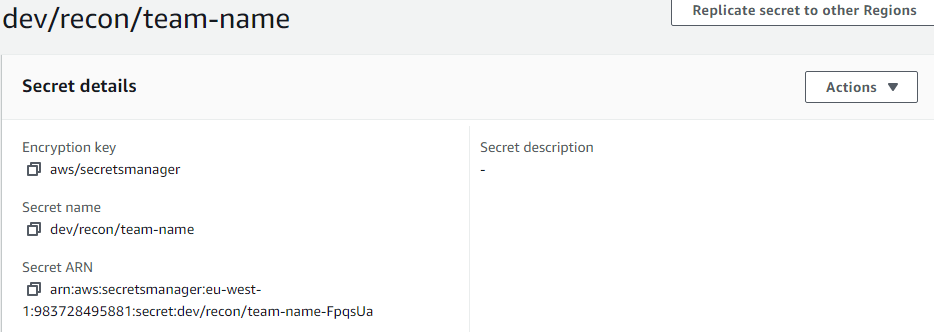 dev/recon/team-name
Replicate secret to other Regions
Secret details
Actions
Encryption key
aws/secretsmanager
Secret description
-
Secret name
dev/recon/team-name
Secret ARN
arn:aws:secretsmanager:eu-west-
1:983728495881:secret:dev/recon/team-name-FpqsUa